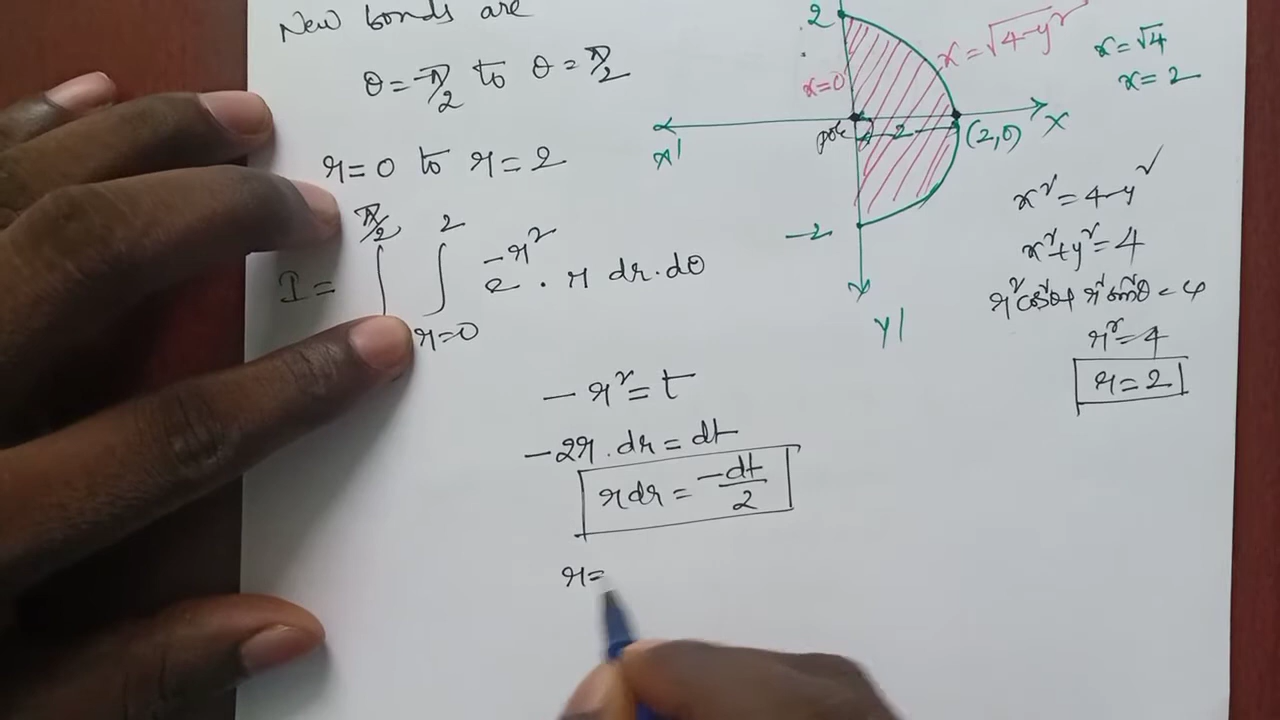 New bonds are
θ = -π/2 to θ = π/2
r=0 to r=2
I = ∫^{π/2} ∫_{r=0}^{2} e^{-r^2} . r dr.dθ
-r² = t
-2r . dr = dt
r dr = -dt/2
r=
2
x=0
x=√4-y²
pole
2
(2,0)
X
x|
-2
y|
x=√4
x=2
x²=4-y²
x²+y²=4
r²cos²θ+r²sin²θ=4
r²=4
r=2